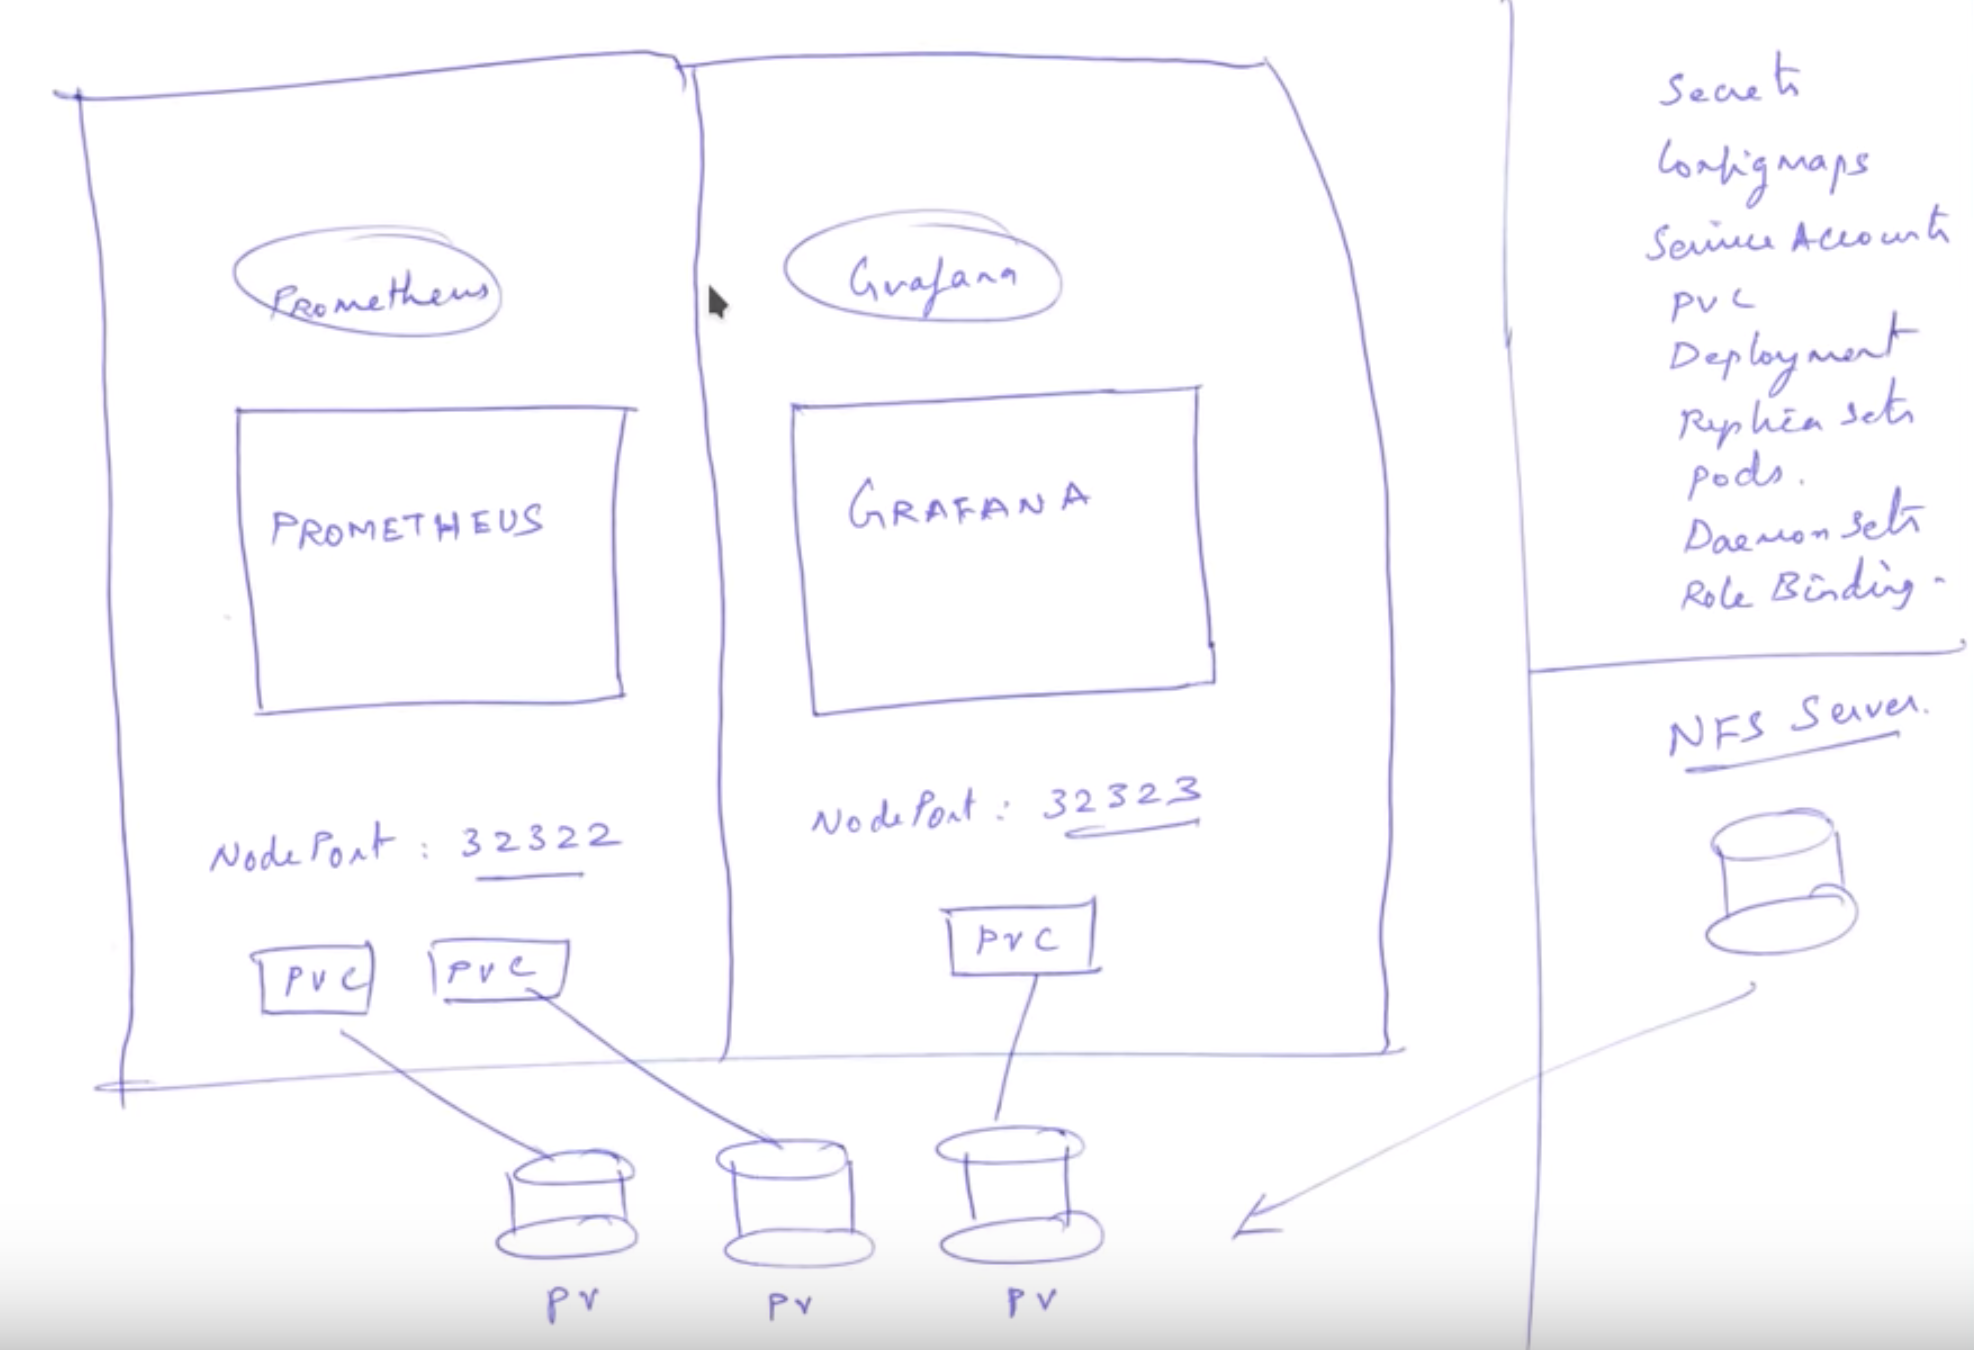 Prometheus
PROMETHEUS
NodePort : 32322
PVC
PVC
Grafana
GRAFANA
NodePort : 32323
PVC
PV
PV
PV
Secrets
Configmaps
Service Accounts
PVC
Deployment
Replica sets
pods.
Daemon sets
Role Binding -
NFS Server.